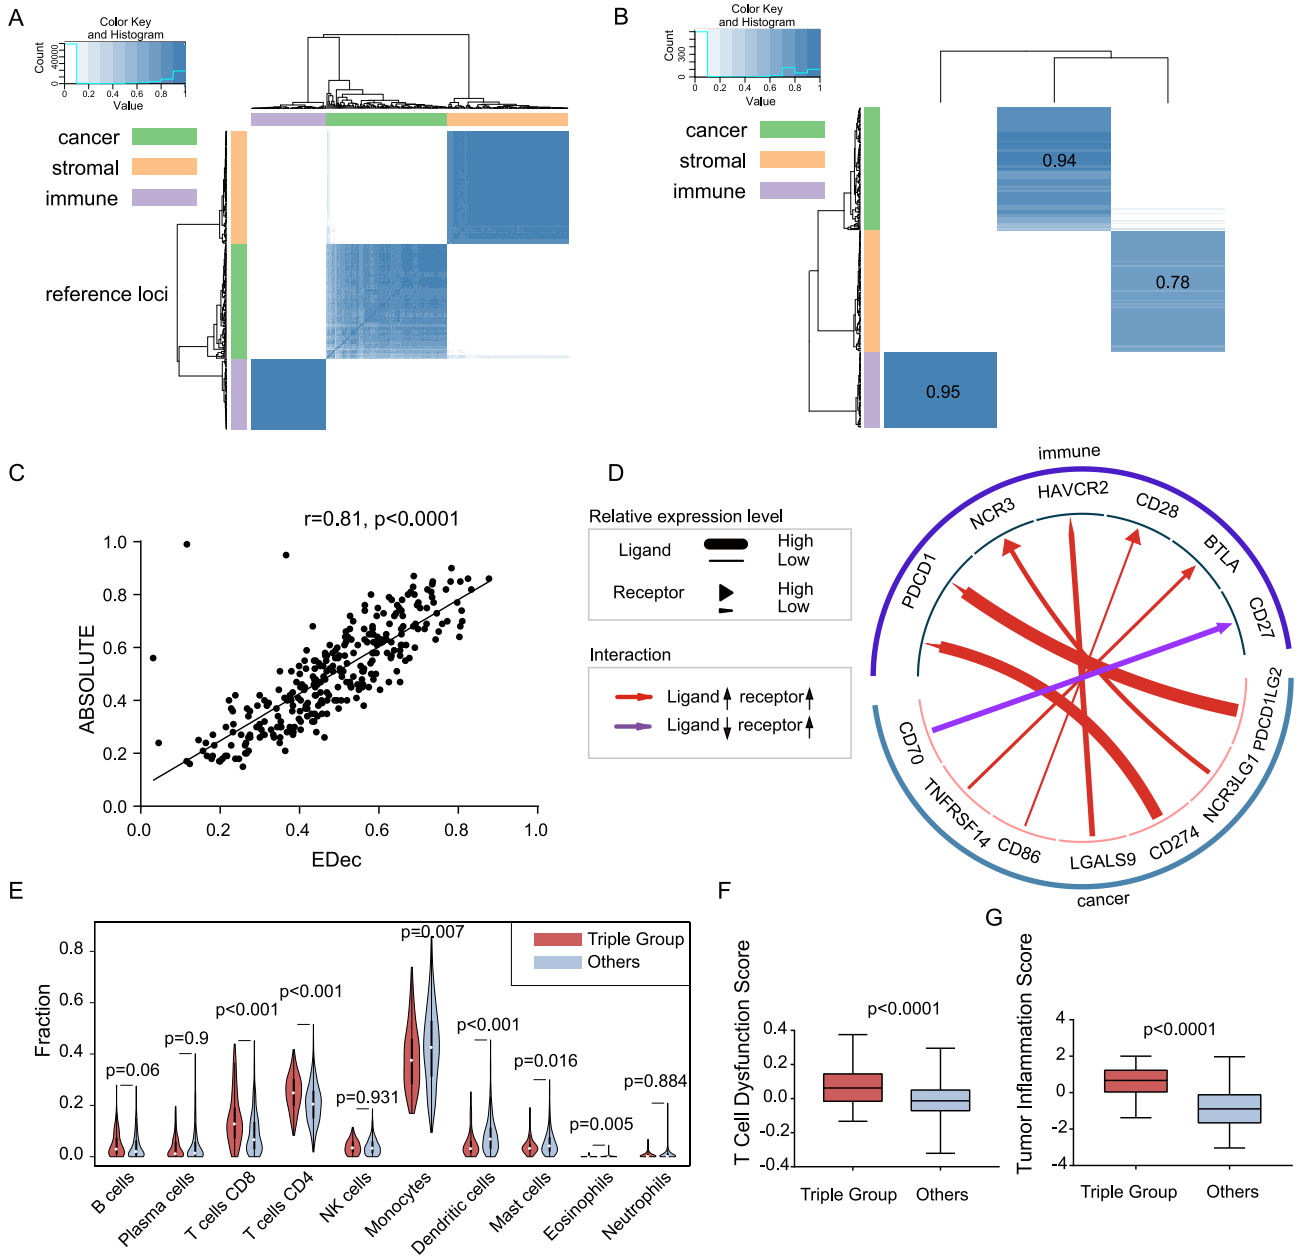 A
Color Key
and Histogram
Count
0
40000
0
0.2
0.4
0.6
0.8
1
Value
cancer
stromal
immune
reference loci
B
Color Key
and Histogram
Count
0
300
0
0.2
0.4
0.6
0.8
1
Value
cancer
stromal
immune
0.94
0.78
0.95
C
r=0.81, p<0.0001
ABSOLUTE
1.0
0.8
0.6
0.4
0.2
0.0
0.0
0.2
0.4
0.6
0.8
1.0
EDec
D
Relative expression level
Ligand
High
Low
Receptor
High
Low
Interaction
Ligand↑ receptor↑
Ligand↓ receptor↑
immune
PDCD1
NCR3
HAVCR2
CD28
BTLA
CD27
PDCD1LG2
NCR3LG1
CD274
LGALS9
CD86
TNFRSF14
CD70
cancer
E
Fraction
0.8
0.6
0.4
0.2
0.0
Triple Group
Others
p=0.06
p=0.9
p<0.001
p<0.001
p=0.931
p=0.007
p<0.001
p=0.016
p=0.005
p=0.884
B cells
Plasma cells
T cells CD8
T cells CD4
NK cells
Monocytes
Dendritic cells
Mast cells
Eosinophils
Neutrophils
F
T Cell Dysfunction Score
p<0.0001
0.4
0.2
0.0
-0.2
-0.4
Triple Group
Others
G
Tumor Inflammation Score
p<0.0001
4
2
0
-2
-4
Triple Group
Others